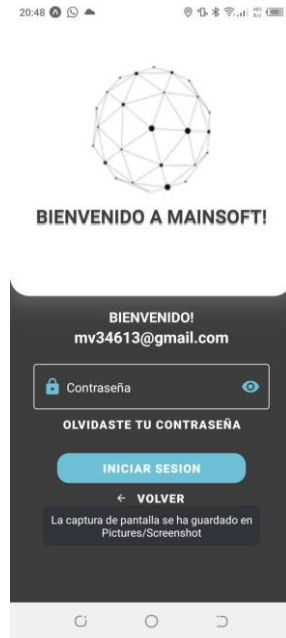 20:48
BIENVENIDO A MAINSOFT!
BIENVENIDO!
mv34613@gmail.com
Contraseña
OLVIDASTE TU CONTRASEÑA
INICIAR SESION
← VOLVER
La captura de pantalla se ha guardado en
Pictures/Screenshot